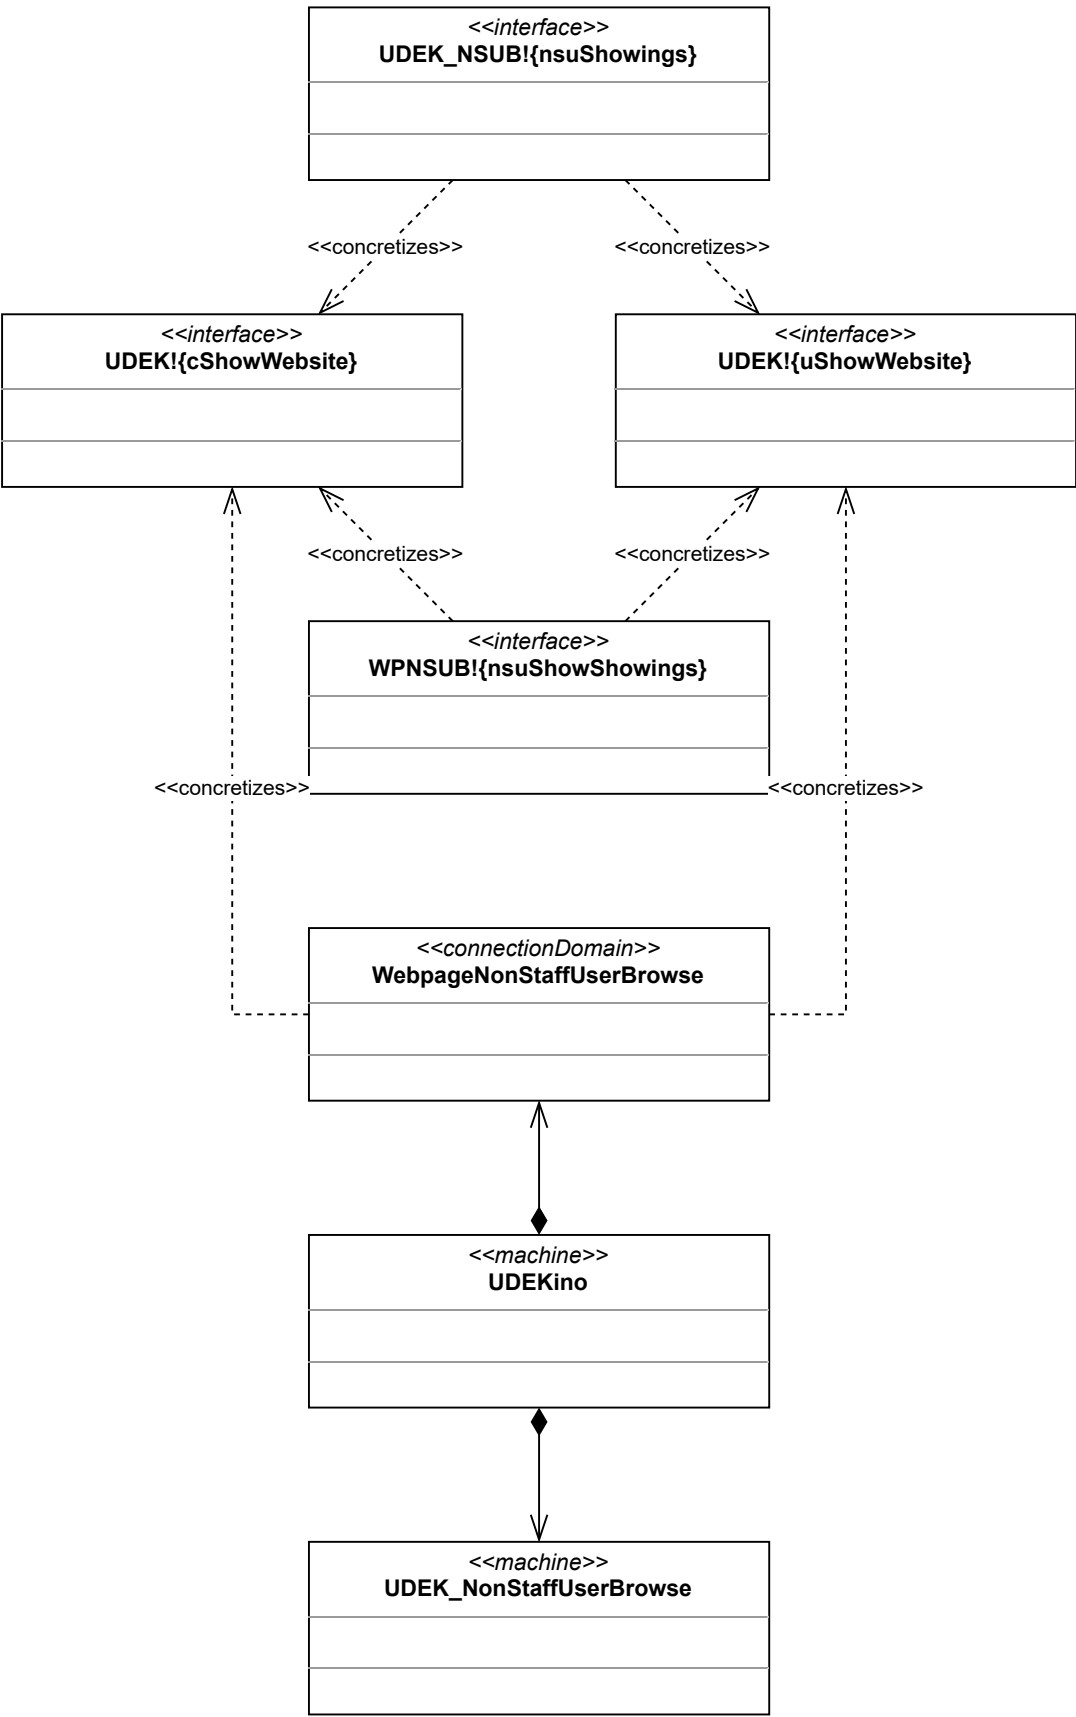 <<interface>>
UDEK_NSUB!{nsuShowings}
<<concretizes>>
<<concretizes>>
<<interface>>
UDEK!{cShowWebsite}
<<interface>>
UDEK!{uShowWebsite}
<<concretizes>>
<<concretizes>>
<<interface>>
WPNSUB!{nsuShowShowings}
<<concretizes>>
<<concretizes>>
<<connectionDomain>>
WebpageNonStaffUserBrowse
<<machine>>
UDEKino
<<machine>>
UDEK_NonStaffUserBrowse